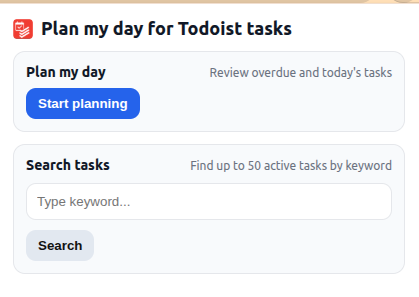 Plan my day for Todoist tasks
Plan my day Review overdue and today's tasks
Start planning
Search tasks Find up to 50 active tasks by keyword
Type keyword...
Search